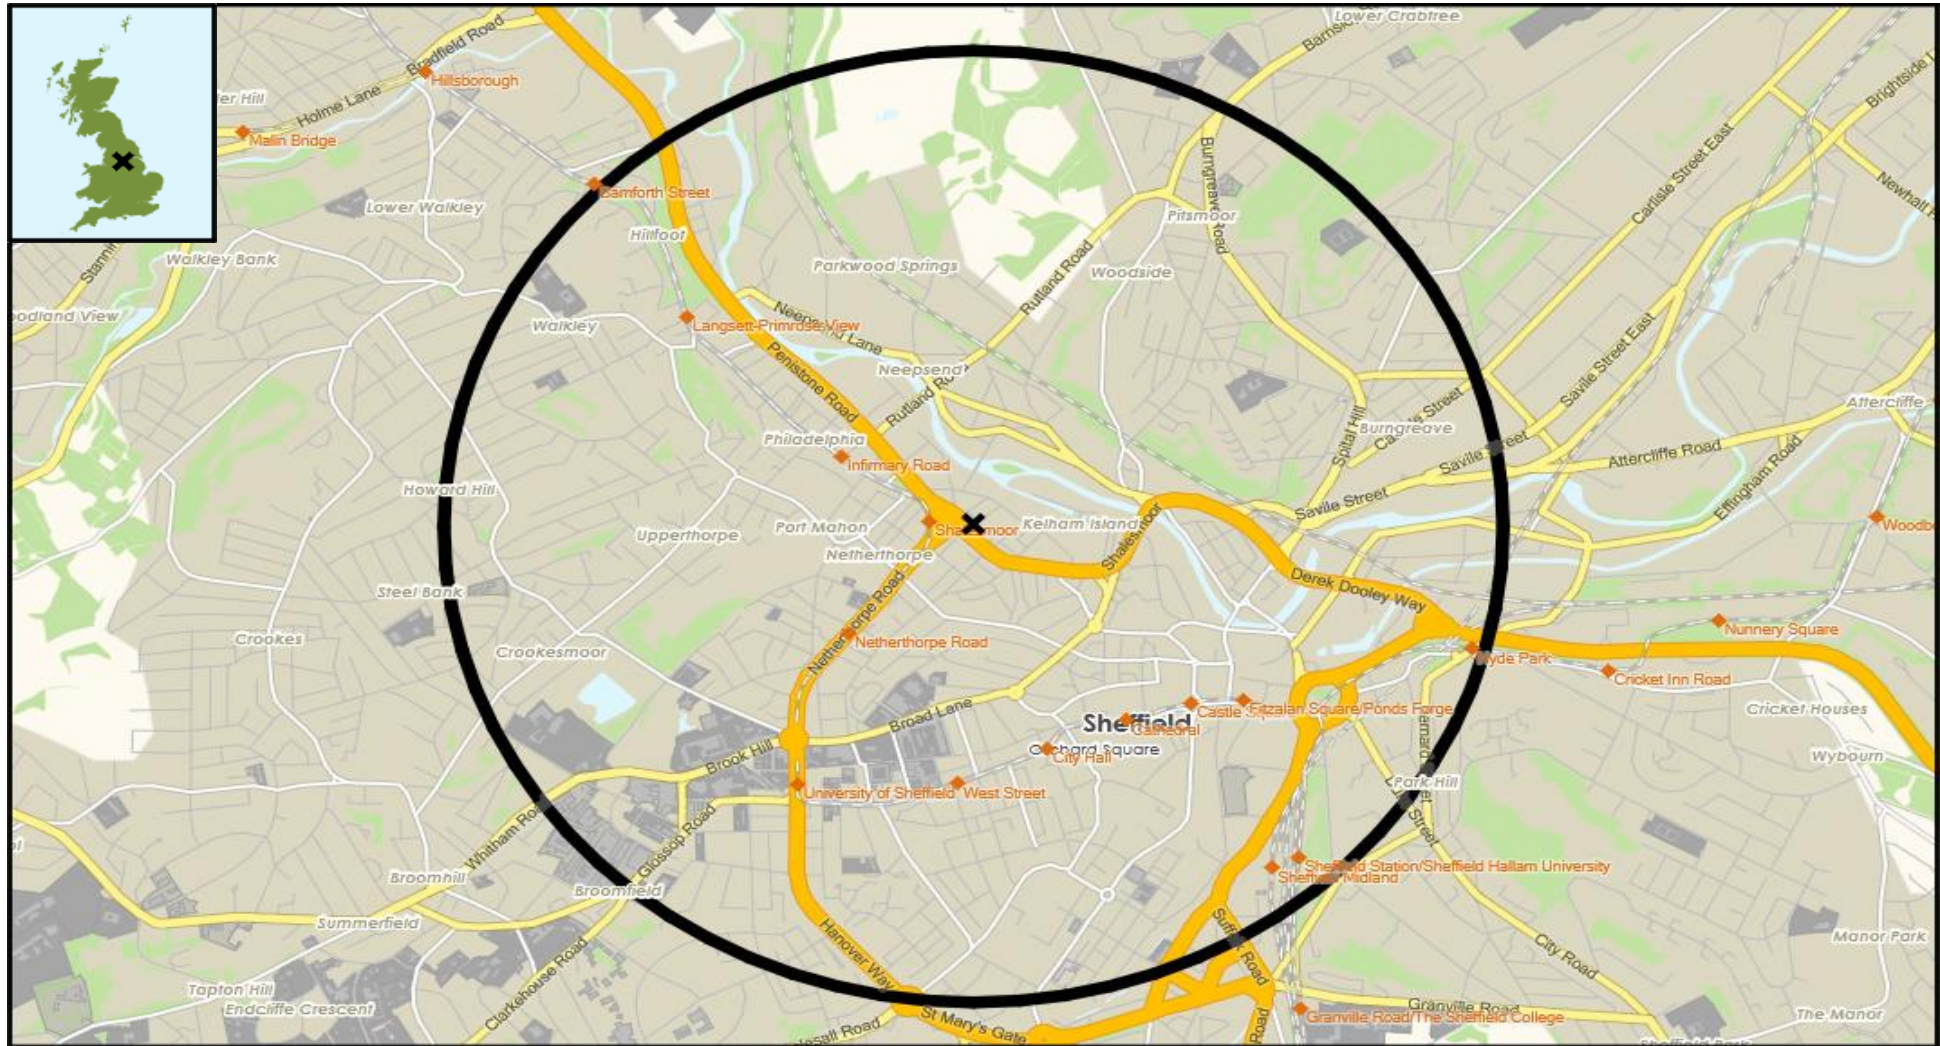 Lower Crabtree
Bradfield Road
Hillsborough
Holme Lane
Malin Bridge
Brightside
Carlisle Street East
Burngreave Road
Newhall
Bamforth Street
Lower Walkley
Pitsmoor
Hillfoot
Walkley Bank
Parkwood Springs
Woodside
Rutland Road
Neepsend Lane
Walkley
Langsett-Primrose View
Savile Street East
Penistone Road
Neepsend
Rutland
Attercliffe
Spital Hill
Street
Burngreave
Philadelphia
Savile Street
Attercliffe Road
Infirmary Road
Effingham Road
Howard Hill
Savile Street
Port Mahon
Kelham Island
Shalesmoor
Upperthorpe
Netherthorpe
Derek Dooley Way
Steel Bank
Netherthorpe Road
Netherthorpe Road
Nunnery Square
Crookes
Crookesmoor
Cricket Inn Road
Broad Lane
Castle
Fitzalan Square/Ponds Forge
Cricket Houses
Sheffield
Cathedral
Orchard Square
City Hall
Brook Hill
Wybourn
Park Hill
University of Sheffield
West Street
Whitham Road
Glossop Road
Street
Broomhill
Broomfield
Sheffield Station/Sheffield Hallam University
Sheffield Midland
Summerfield
Hanover Way
Suffolk Road
City Road
Manor Park
Clarkehouse Road
Tapton Hill
Endcliffe Crescent
St Mary's Gate
Road
Road
Granville Road
Granville Road/The Sheffield College
The Manor